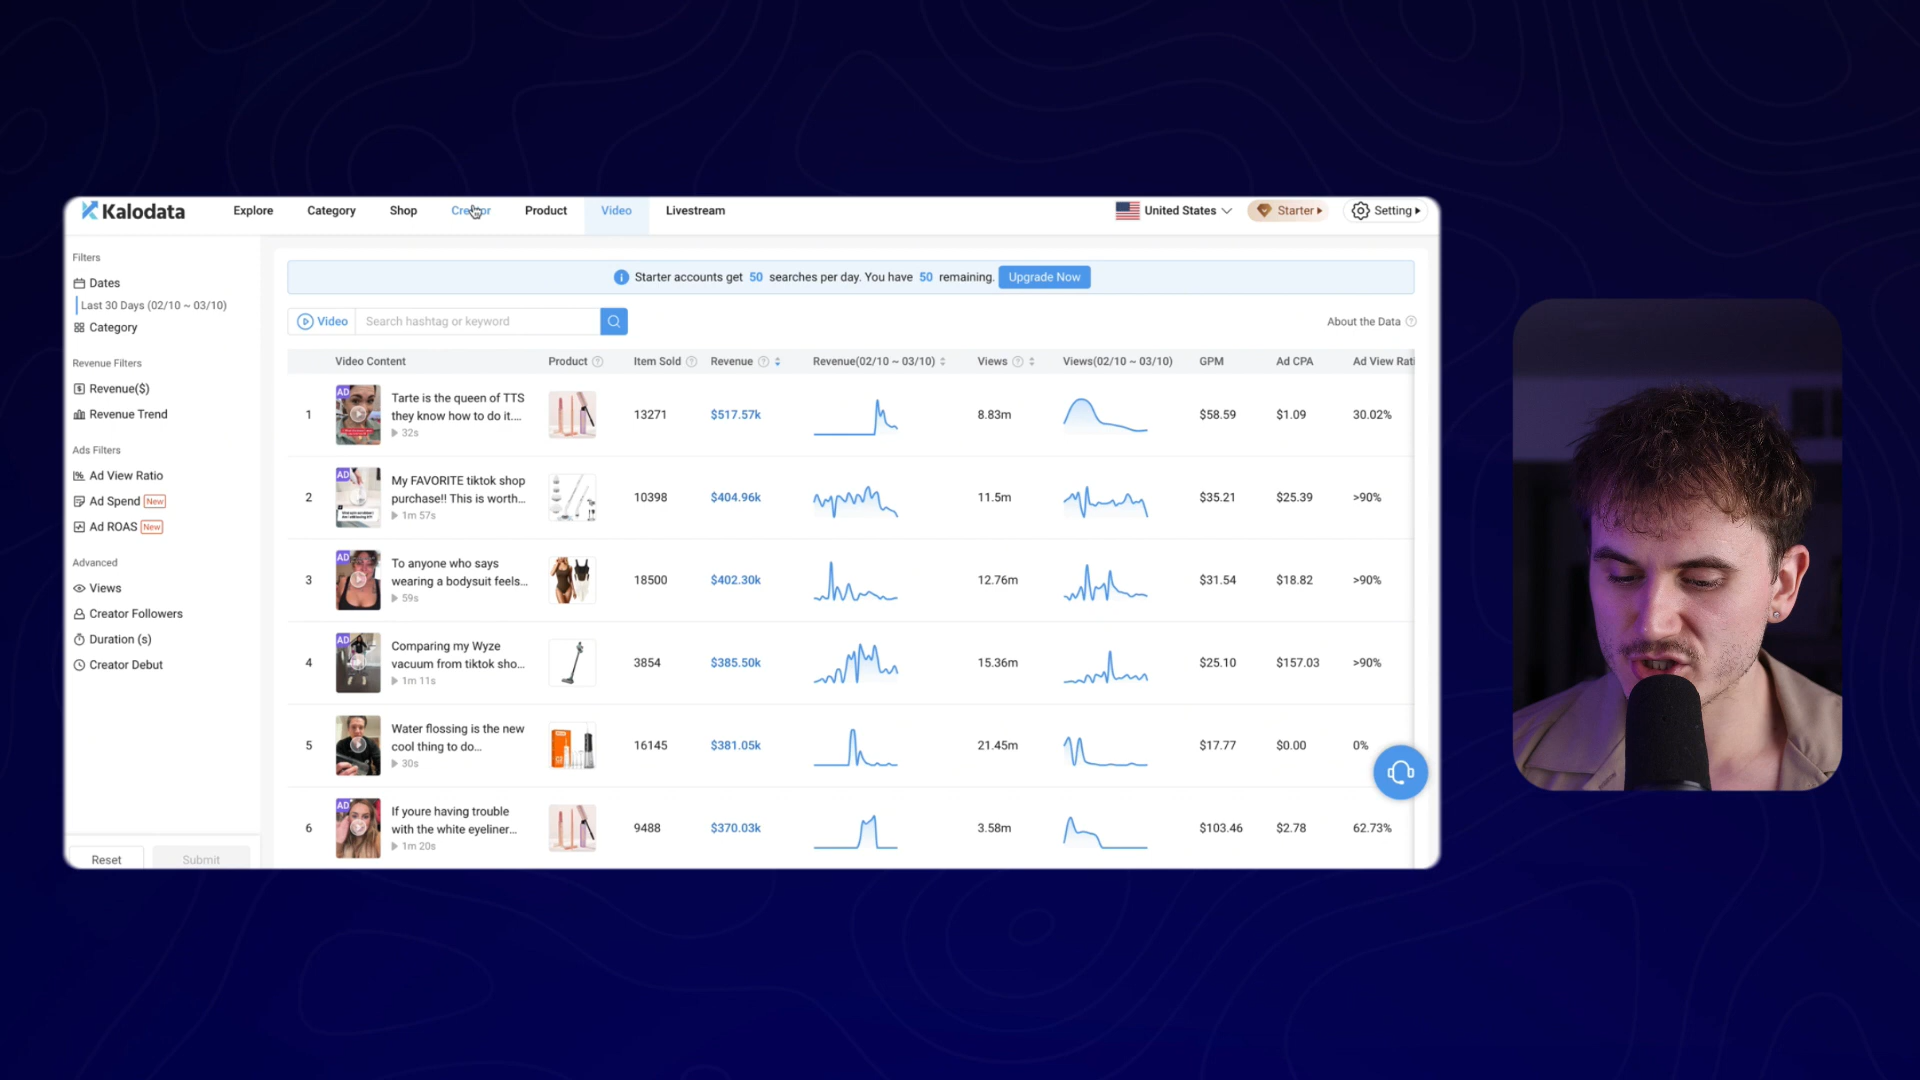 Kalodata
Explore
Category
Shop
Creator
Product
Video
Livestream
United States
Starter
Setting
Filters
Dates
Last 30 Days (02/10 ~ 03/10)
Category
Revenue Filters
Revenue($)
Revenue Trend
Ads Filters
Ad View Ratio
Ad Spend New
Ad ROAS New
Advanced
Views
Creator Followers
Duration (s)
Creator Debut
Reset
Submit
Starter accounts get 50 searches per day. You have 50 remaining. Upgrade Now
Video
Search hashtag or keyword
About the Data
Video Content
Product
Item Sold
Revenue
Revenue(02/10 ~ 03/10)
Views
Views(02/10 ~ 03/10)
GPM
Ad CPA
Ad View Rati
1
AD
Tarte is the queen of TTS
they know how to do it....
32s
13271
$517.57k
8.83m
$58.59
$1.09
30.02%
2
AD
My FAVORITE tiktok shop
purchase!! This is worth...
1m 57s
10398
$404.96k
11.5m
$35.21
$25.39
>90%
3
AD
To anyone who says
wearing a bodysuit feels...
59s
18500
$402.30k
12.76m
$31.54
$18.82
>90%
4
AD
Comparing my Wyze
vacuum from tiktok sho...
1m 11s
3854
$385.50k
15.36m
$25.10
$157.03
>90%
5
Water flossing is the new
cool thing to do...
30s
16145
$381.05k
21.45m
$17.77
$0.00
0%
6
AD
If youre having trouble
with the white eyeliner...
1m 20s
9488
$370.03k
3.58m
$103.46
$2.78
62.73%